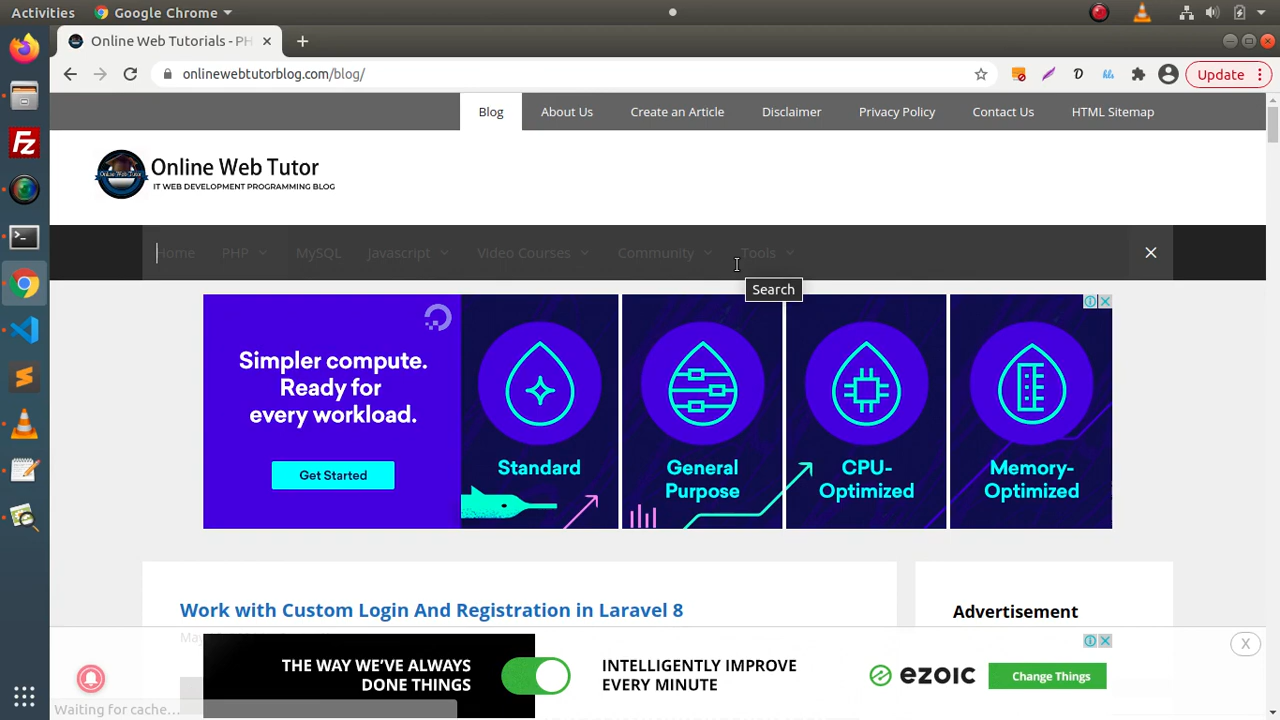 Activities
Google Chrome
Online Web Tutorials - PH
onlinewebtutorblog.com/blog/
Update
Blog
About Us
Create an Article
Disclaimer
Privacy Policy
Contact Us
HTML Sitemap
Online Web Tutor
IT WEB DEVELOPMENT PROGRAMMING BLOG
Home
PHP
MySQL
Javascript
Video Courses
Community
Tools
Search
Simpler compute.
Ready for
every workload.
Get Started
Standard
General
Purpose
CPU-
Optimized
Memory-
Optimized
Work with Custom Login And Registration in Laravel 8
Advertisement
THE WAY WE'VE ALWAYS
DONE THINGS
INTELLIGENTLY IMPROVE
EVERY MINUTE
EZOIC
Change Things
X
Waiting for cache...